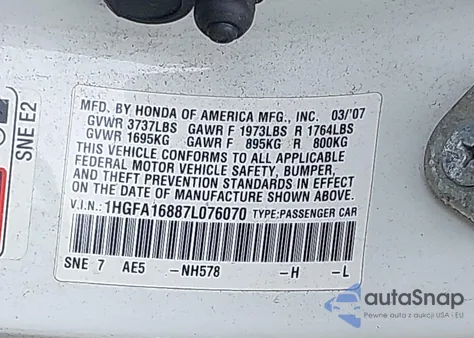 SNE E2
MFD. BY HONDA OF AMERICA MFG., INC. 03/'07
GVWR 3737LBS GAWR F 1973LBS R 1764LBS
GVWR 1695KG GAWR F 895KG R 800KG
THIS VEHICLE CONFORMS TO ALL APPLICABLE
FEDERAL MOTOR VEHICLE SAFETY, BUMPER,
AND THEFT PREVENTION STANDARDS IN EFFECT
ON THE DATE OF MANUFACTURE SHOWN ABOVE.
V.I.N.: 1HGFA16887L076070 TYPE:PASSENGER CAR
SNE 7 AE5 -NH578 -H -L
autoSnap
Pewne auta z USA i EU